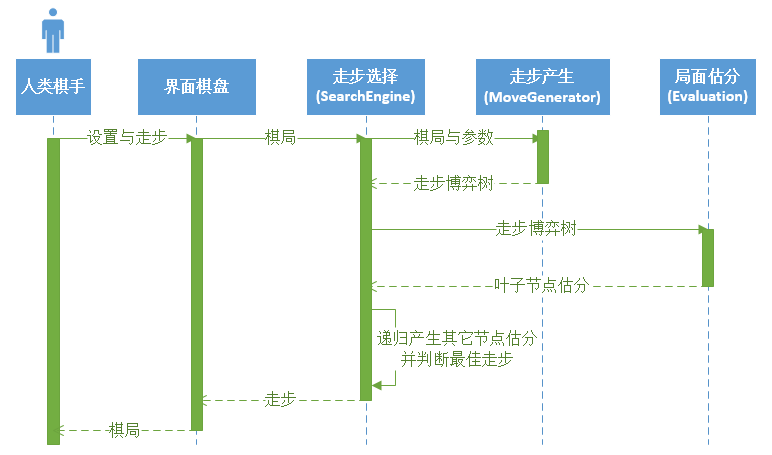 人类棋手
界面棋盘
走步选择
(SearchEngine)
走步产生
(MoveGenerator)
局面估分
(Evaluation)
设置与走步
棋局
棋局与参数
走步博弈树
走步博弈树
叶子节点估分
递归产生其它节点估分
并判断最佳走步
走步
棋局